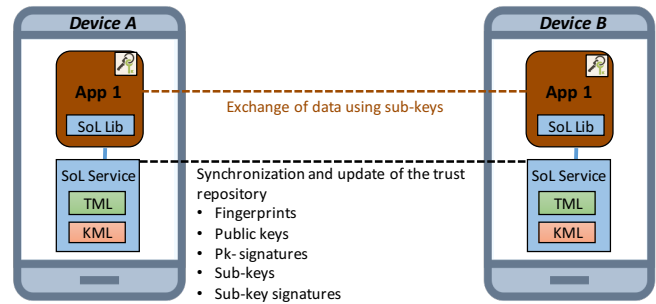 Device A
App 1
SoL Lib
SoL Service
TML
KML
Exchange of data using sub-keys
Synchronization and update of the trust
repository
• Fingerprints
• Public keys
• Pk- signatures
• Sub-keys
• Sub-key signatures
Device B
App 1
SoL Lib
SoL Service
TML
KML